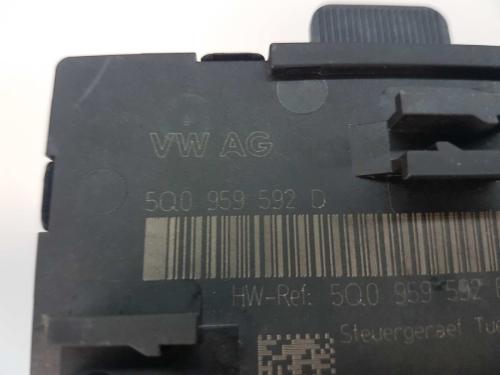 VW AG
5Q0 959 592 D
HW-Ref: 5Q0 959 592
Steuergeraet